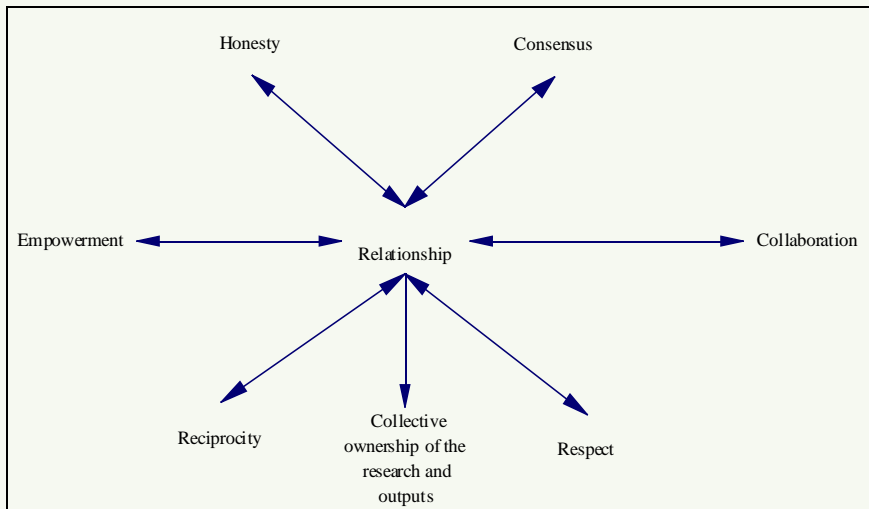 Honesty
Consensus
Empowerment
Relationship
Collaboration
Reciprocity
Collective
ownership of the
research and
outputs
Respect